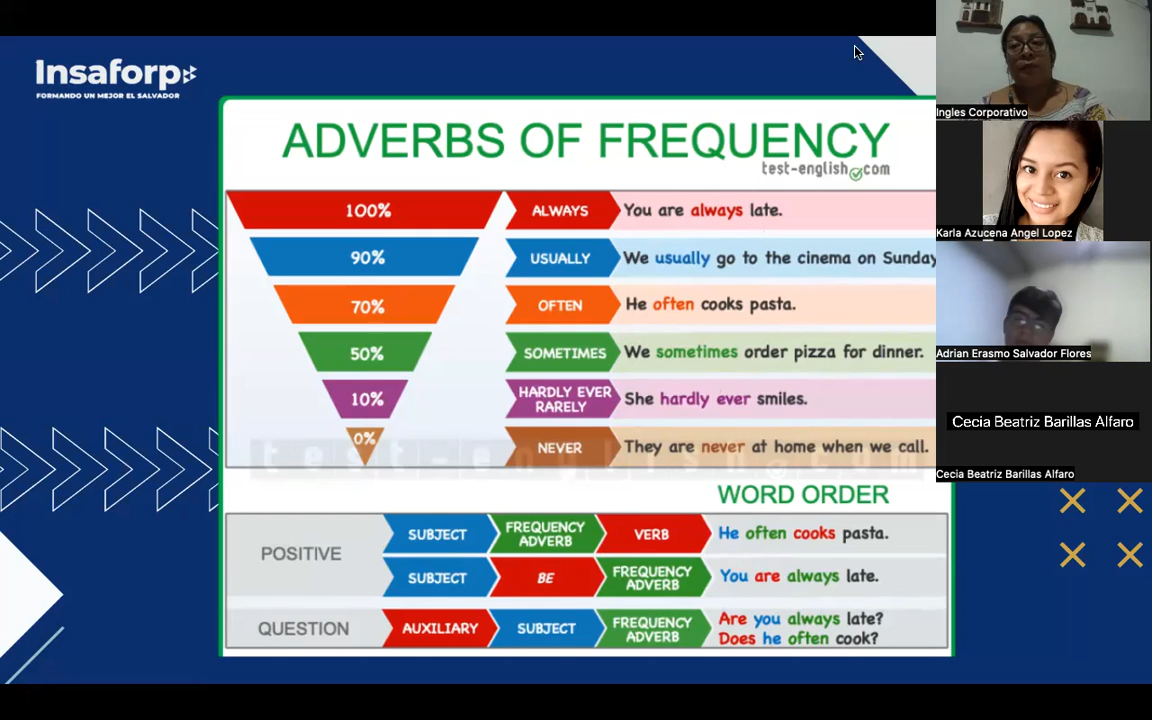 Insaforp
FORMANDO UN MEJOR EL SALVADOR
ADVERBS OF FREQUENCY
test-english.com
100% ALWAYS You are always late.
90% USUALLY We usually go to the cinema on Sunday
70% OFTEN He often cooks pasta.
50% SOMETIMES We sometimes order pizza for dinner.
10% HARDLY EVER RARELY She hardly ever smiles.
0% NEVER They are never at home when we call.
test-english.com
WORD ORDER
POSITIVE
SUBJECT FREQUENCY ADVERB VERB He often cooks pasta.
SUBJECT BE FREQUENCY ADVERB You are always late.
QUESTION AUXILIARY SUBJECT FREQUENCY ADVERB Are you always late?
Does he often cook?
Ingles Corporativo
Karla Azucena Angel Lopez
Adrian Erasmo Salvador Flores
Cecia Beatriz Barillas Alfaro
Cecia Beatriz Barillas Alfaro